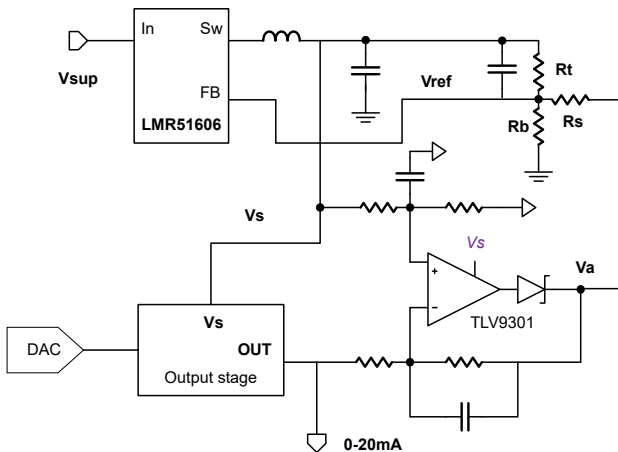 In
Sw
Vsup
FB
LMR51606
Vref
Rt
Rb
Rs
Vs
Vs
+
Va
−
TLV9301
Vs
OUT
DAC
Output stage
0-20mA